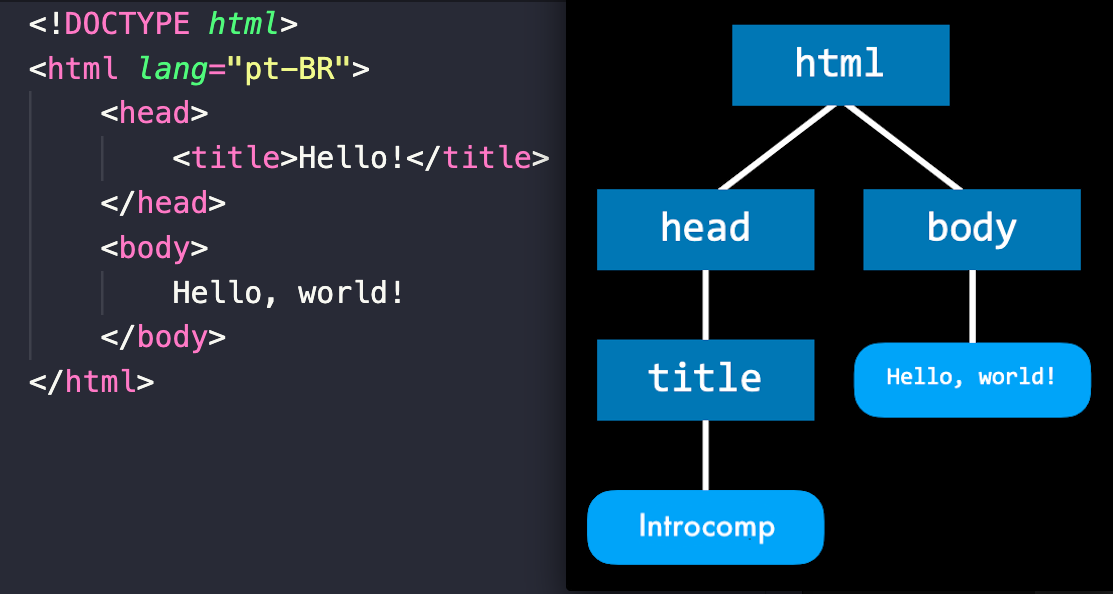 <!DOCTYPE html>
<html lang="pt-BR">
<head>
<title>Hello!</title>
</head>
<body>
Hello, world!
</body>
</html>
html
head
body
title
Hello, world!
Introcomp